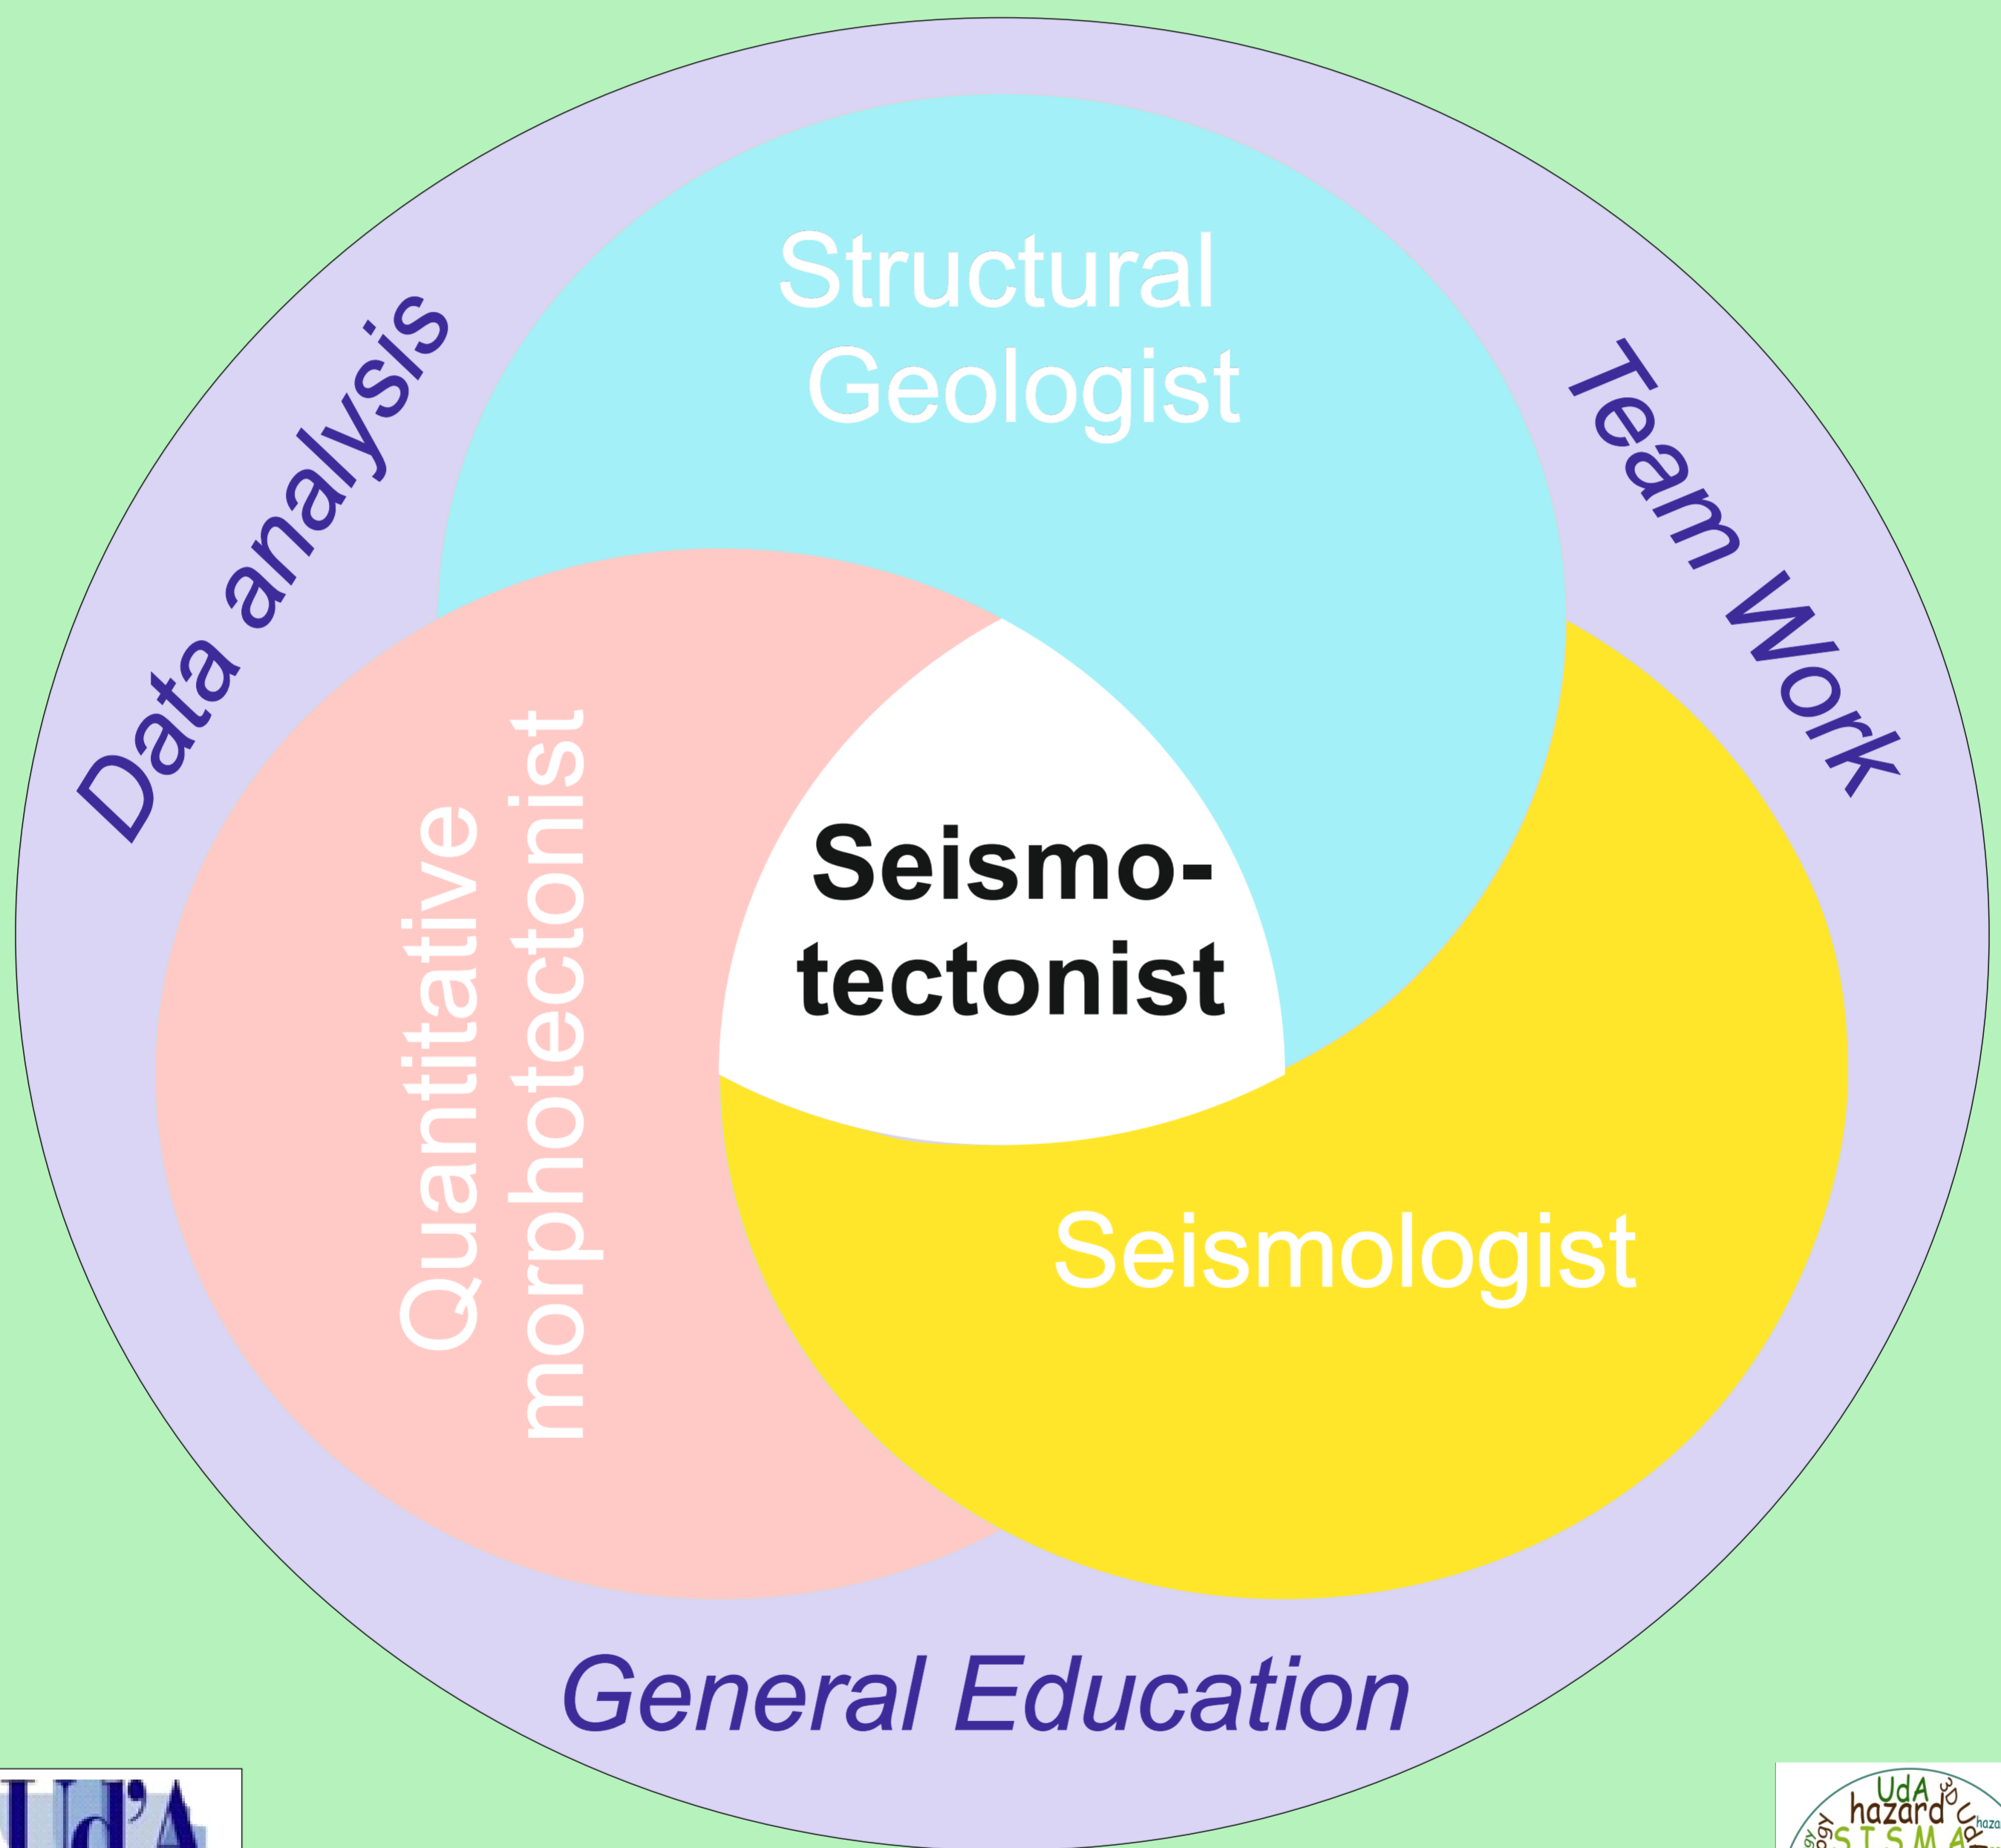 Structural
Geologist
Data analysis
Team Work
Quantitative
morphotectonist
Seismo-
tectonist
Seismologist
General Education
Ud'A
UdA
hazard